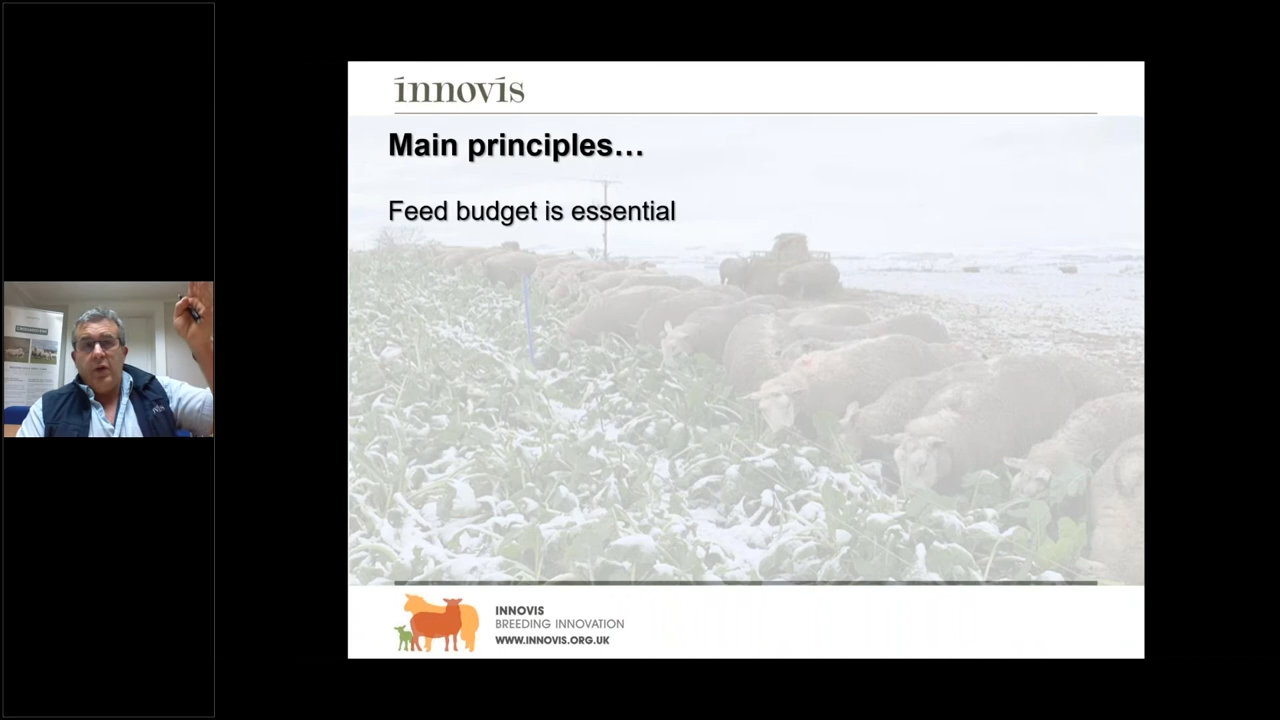 innovis
Main principles…
Feed budget is essential
INNOVIS
BREEDING INNOVATION
WWW.INNOVIS.ORG.UK